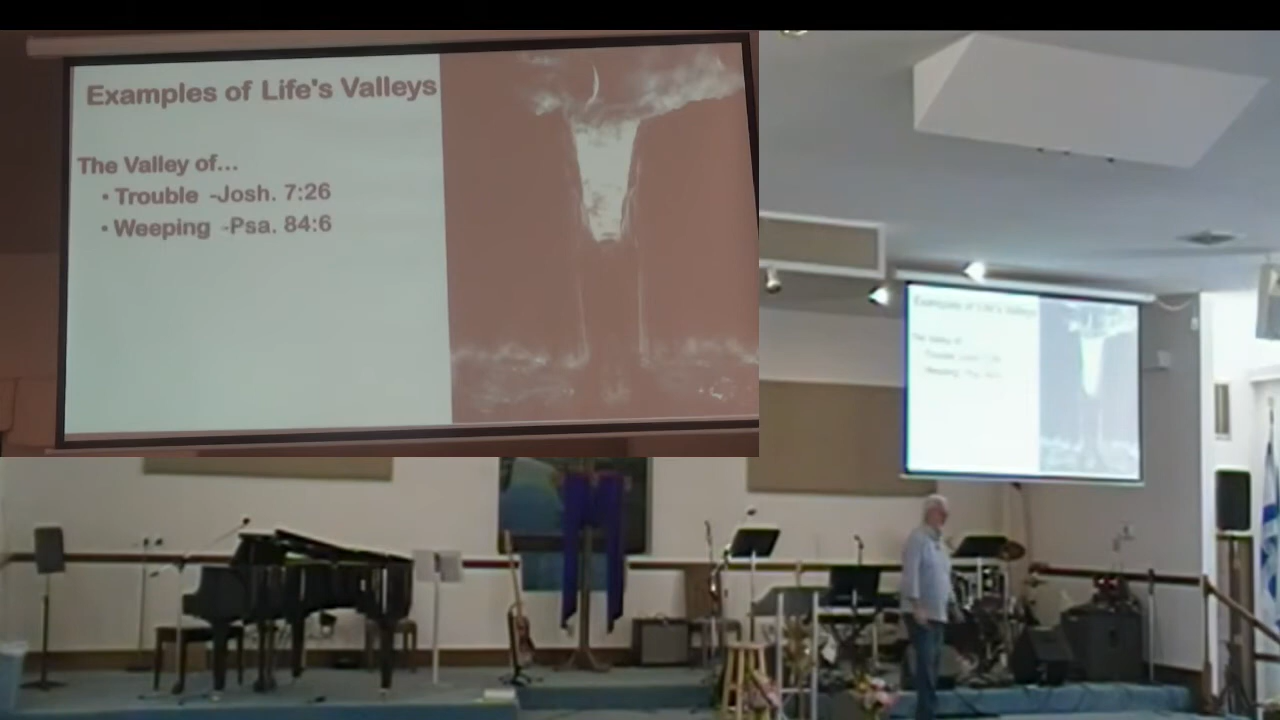 Examples of Life's Valleys
The Valley of...
• Trouble -Josh. 7:26
• Weeping -Psa. 84:6